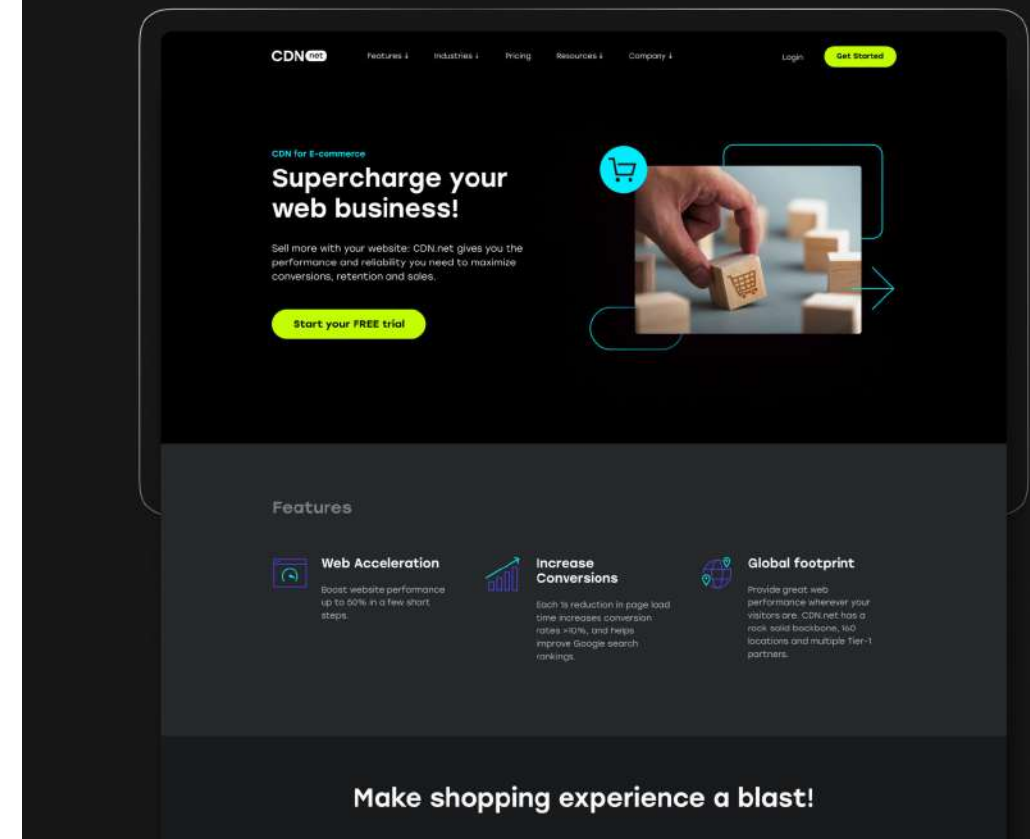 CDN net
Features ↓
Industries ↓
Pricing
Resources ↓
Company ↓
Login
Get Started
CDN for E-commerce
Supercharge your
web business!
Sell more with your website: CDN.net gives you the
performance and reliability you need to maximize
conversions, retention and sales.
Start your FREE trial
Features
Web Acceleration
Boost website performance
up to 60% in a few short
steps.
Increase
Conversions
Each 1s reduction in page load
time increases conversion
rates >10%, and helps
improve Google search
rankings.
Global footprint
Provide great web
performance wherever your
visitors are. CDN.net has a
rock solid backbone, 160
locations and multiple Tier-1
partners.
Make shopping experience a blast!